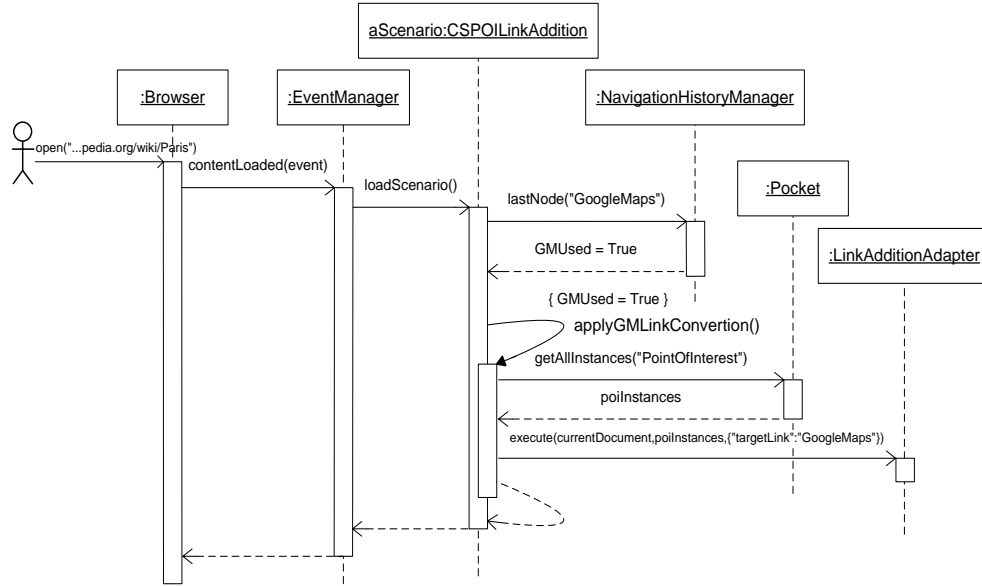 aScenario:CSPOILinkAddition
:Browser
:EventManager
:NavigationHistoryManager
open("...pedia.org/wiki/Paris")
contentLoaded(event)
loadScenario()
lastNode("GoogleMaps")
:Pocket
GMUsed = True
:LinkAdditionAdapter
{ GMUsed = True }
applyGMLinkConvertion()
getAllInstances("PointOfInterest")
poiInstances
execute(currentDocument,poiInstances,{"targetLink":"GoogleMaps"})